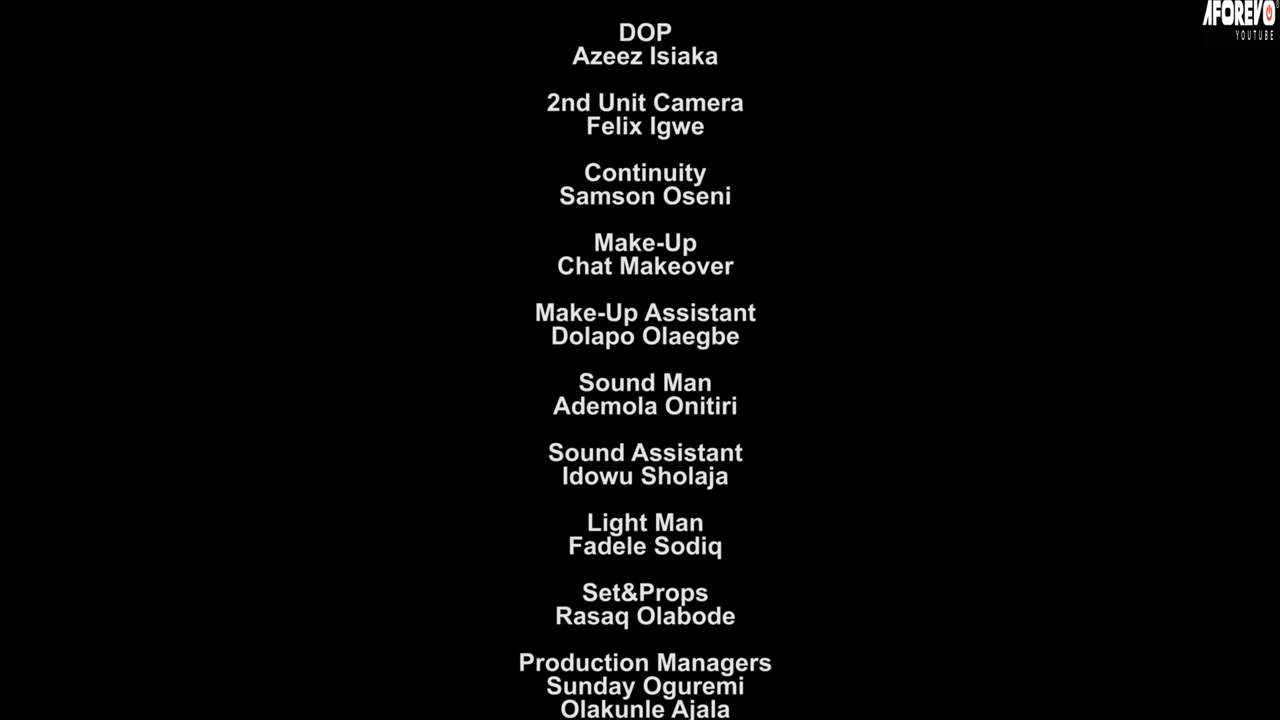 AFOREVO
YOUTUBE
DOP
Azeez Isiaka
2nd Unit Camera
Felix Igwe
Continuity
Samson Oseni
Make-Up
Chat Makeover
Make-Up Assistant
Dolapo Olaegbe
Sound Man
Ademola Onitiri
Sound Assistant
Idowu Sholaja
Light Man
Fadele Sodiq
Set&Props
Rasaq Olabode
Production Managers
Sunday Oguremi
Olakunle Ajala